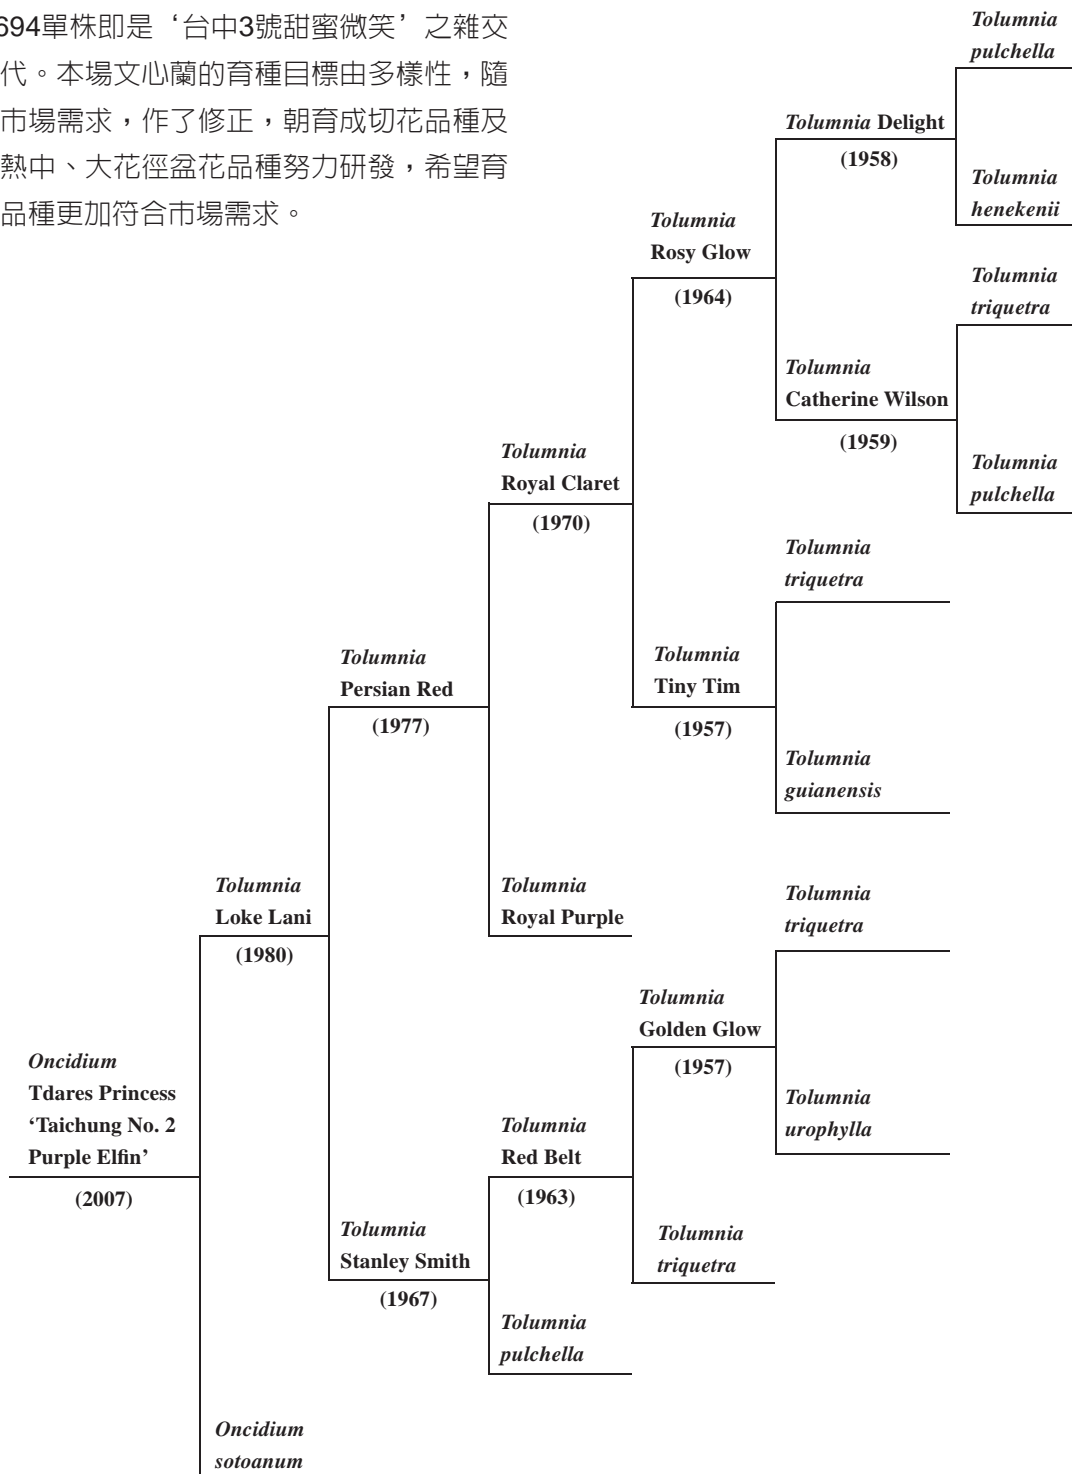 694單株即是‘台中3號甜蜜微笑’之雜交
代。本場文心蘭的育種目標由多樣性，隨
市場需求，作了修正，朝育成切花品種及
熱中、大花徑盆花品種努力研發，希望育
品種更加符合市場需求。
Tolumnia
pulchella
Tolumnia Delight
(1958)
Tolumnia
henekenii
Tolumnia
Rosy Glow
(1964)
Tolumnia
triquetra
Tolumnia
Catherine Wilson
(1959)
Tolumnia
pulchella
Tolumnia
Royal Claret
(1970)
Tolumnia
triquetra
Tolumnia
Persian Red
(1977)
Tolumnia
Tiny Tim
(1957)
Tolumnia
guianensis
Tolumnia
Loke Lani
(1980)
Tolumnia
Royal Purple
Tolumnia
triquetra
Tolumnia
Golden Glow
(1957)
Oncidium
Tdares Princess
‘Taichung No. 2
Purple Elfin’
(2007)
Tolumnia
urophylla
Tolumnia
Red Belt
(1963)
Tolumnia
Stanley Smith
(1967)
Tolumnia
triquetra
Tolumnia
pulchella
Oncidium
sotoanum